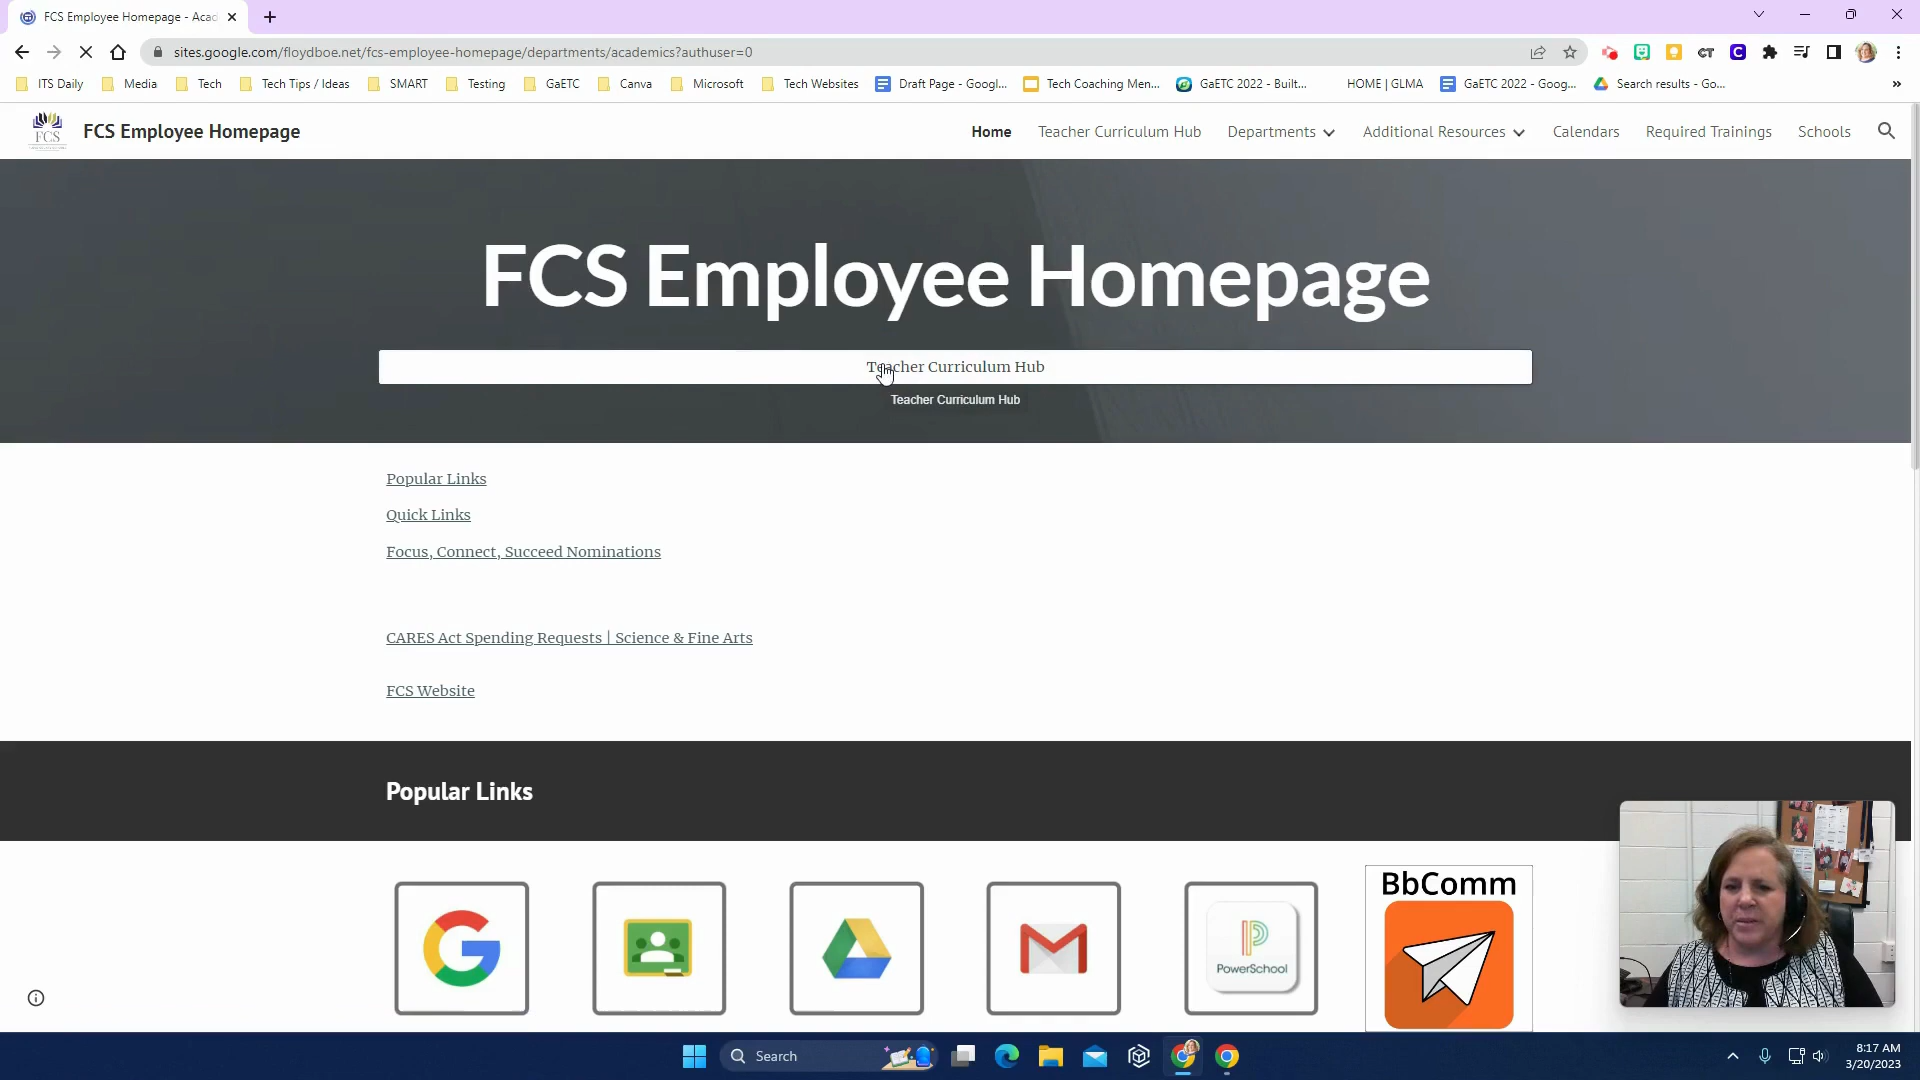 FCS Employee Homepage - Acad
sites.google.com/floydboe.net/fcs-employee-homepage/departments/academics?authuser=0
ITS Daily Media Tech Tech Tips / Ideas SMART Testing GaETC Canva Microsoft Tech Websites Draft Page - Googl... Tech Coaching Men... GaETC 2022 - Built... HOME | GLMA GaETC 2022 - Goog... Search results - Go... »
FCS
FCS Employee Homepage
Home Teacher Curriculum Hub Departments Additional Resources Calendars Required Trainings Schools
FCS Employee Homepage
Teacher Curriculum Hub
Teacher Curriculum Hub
Popular Links
Quick Links
Focus, Connect, Succeed Nominations
CARES Act Spending Requests | Science & Fine Arts
FCS Website
Popular Links
PowerSchool
BbComm
Search
8:17 AM
3/20/2023